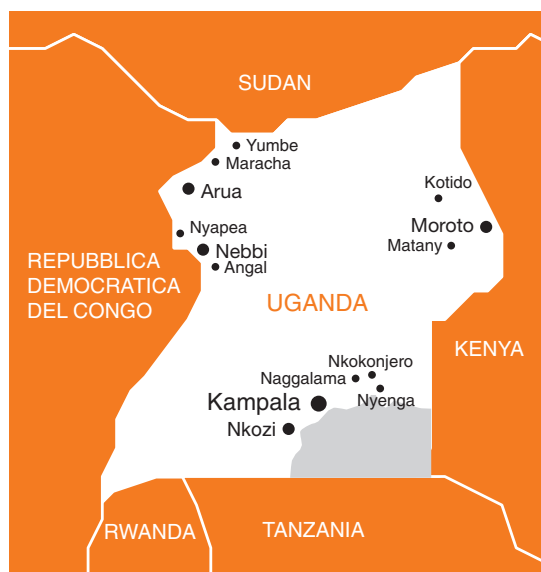 SUDAN
Yumbe
Maracha
Kotido
Arua
Moroto
Nyapea
Matany
Nebbi
Angal
REPUBBLICA
DEMOCRATICA
DEL CONGO
UGANDA
KENYA
Nkokonjero
Naggalama
Nyenga
Kampala
Nkozi
RWANDA
TANZANIA